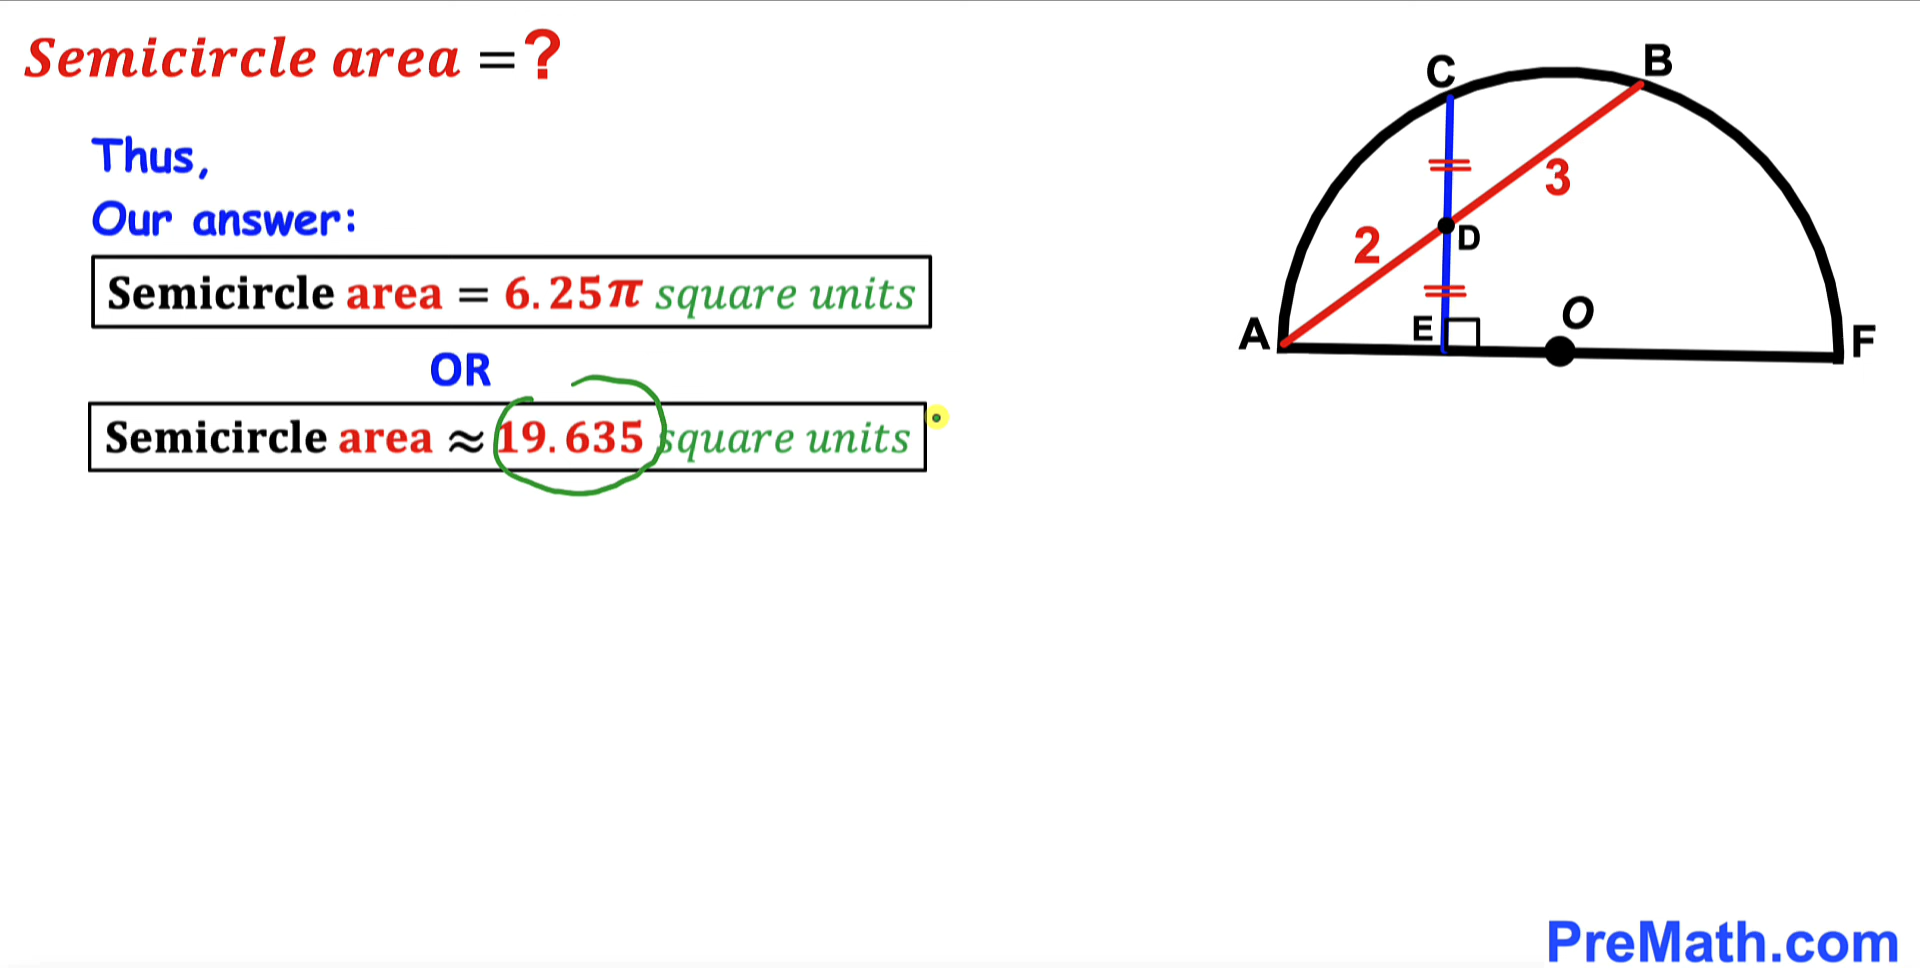 Semicircle area =?
Thus,
Our answer:
Semicircle area = 6.25π square units
OR
Semicircle area ≈ 19.635 square units
C
B
3
2
D
A
E
O
F
PreMath.com